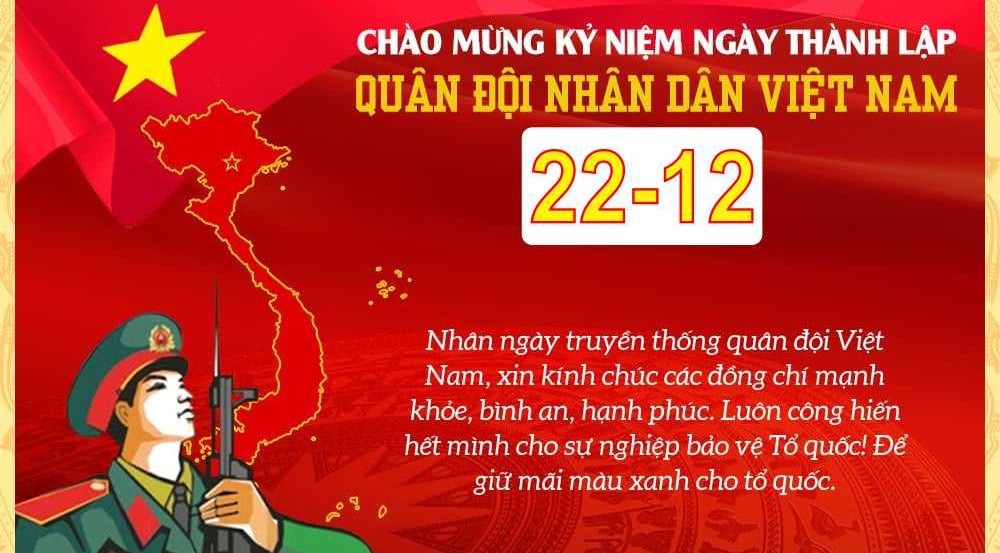 CHÀO MỪNG KỶ NIỆM NGÀY THÀNH LẬP
QUÂN ĐỘI NHÂN DÂN VIỆT NAM
22-12
Nhân ngày truyền thống quân đội Việt
Nam, xin kính chúc các đồng chí mạnh
khỏe, bình an, hạnh phúc. Luôn công hiến
hết mình cho sự nghiệp bảo vệ Tổ quốc! Để
giữ mãi màu xanh cho tổ quốc.